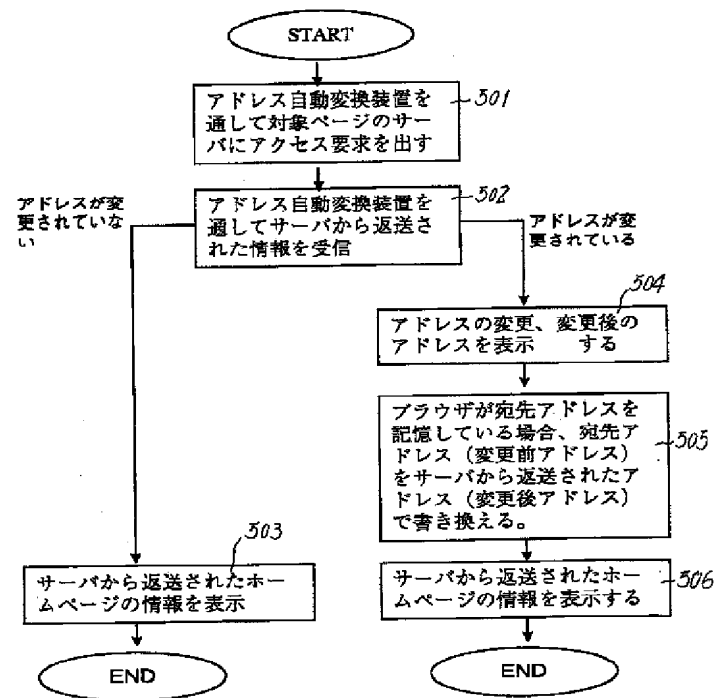 START
アドレス自動変換装置を
通して対象ページのサー
バにアクセス要求を出す
501
アドレス自動変換装置を
通してサーバから返送さ
れた情報を受信
502
アドレスが変
更されていな
い
アドレスが変
更されている
504
アドレスの変更、変更後の
アドレスを表示 する
ブラウザが宛先アドレスを
記憶している場合、宛先ア
ドレス（変更前アドレス）
をサーバから返送されたア
ドレス（変更後アドレス）
で書き換える。
505
503
サーバから返送されたホー
ムページの情報を表示
サーバから返送されたホー
ムページの情報を表示する
506
END
END